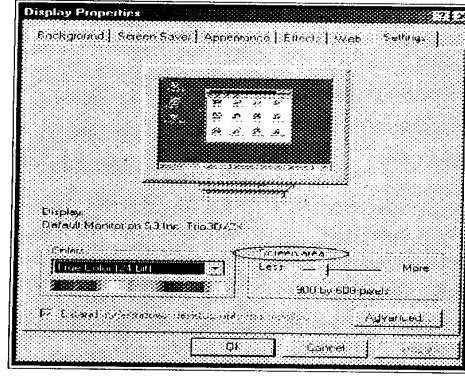 Display Properties
Background Screen Saver Appearance Effects Web Settings
Display:
Default Monitor on S3 Inc. Trio3D/2X
Colors Screen area
True Color (24 bit) Less More
800 by 600 pixels
Advanced...
OK Cancel